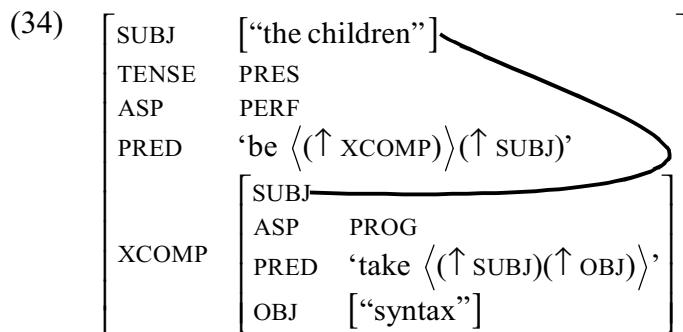 (34)
SUBJ [“the children”]
TENSE PRES
ASP PERF
PRED ‘be ⟨(↑ XCOMP)⟩(↑ SUBJ)’
SUBJ
ASP PROG
XCOMP PRED ‘take ⟨(↑ SUBJ)(↑ OBJ)⟩’
OBJ [“syntax”]